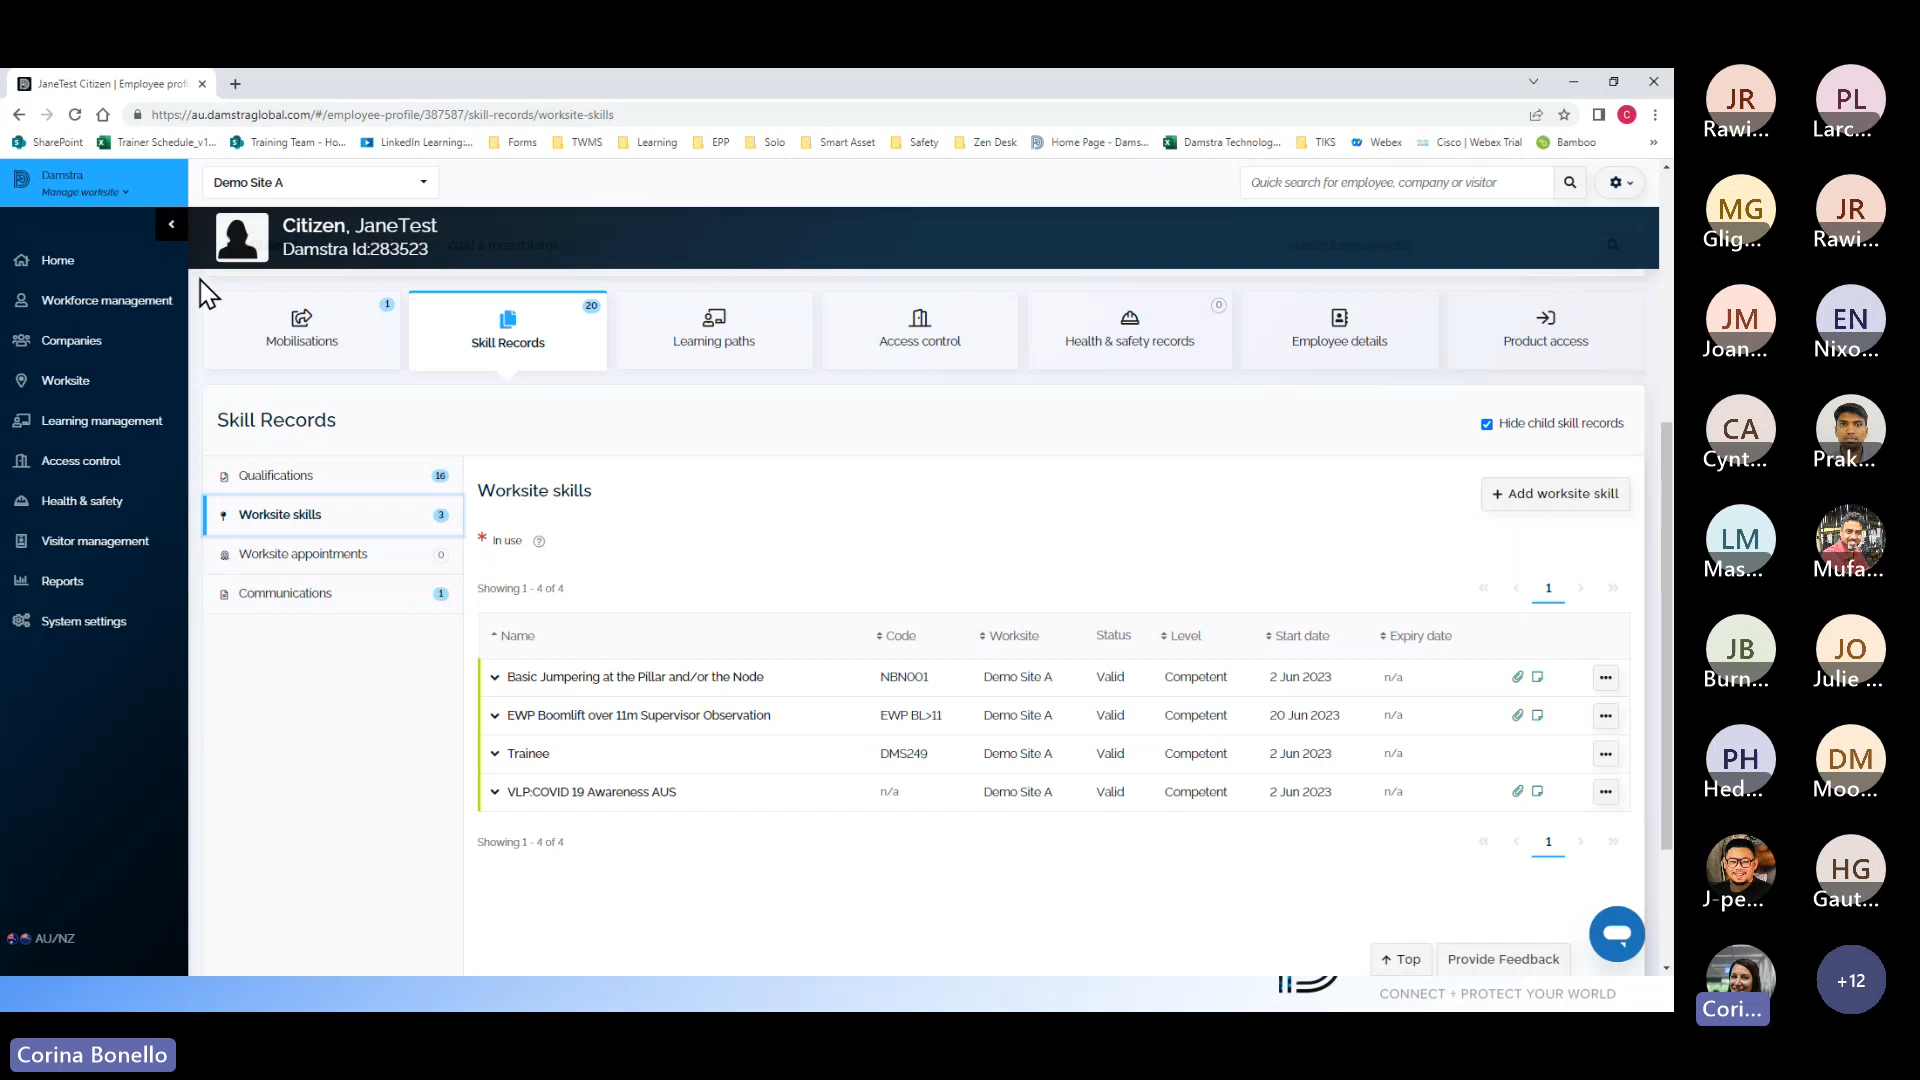 JaneTest Citizen | Employee profi
https://au.damstraglobal.com/#/employee-profile/387587/skill-records/worksite-skills
C
SharePoint
Trainer Schedule_v1...
Training Team - Ho...
LinkedIn Learning:...
Forms
TWMS
Learning
EPP
Solo
Smart Asset
Safety
Zen Desk
Home Page - Dams...
Damstra Technolog...
TIKS
Webex
Cisco | Webex Trial
Bamboo
»
Damstra
Manage worksite
Demo Site A
Quick search for employee, company or visitor
Citizen, JaneTest
Damstra Id:283523
Valid & recent items
Home
Workforce management
Companies
Worksite
Learning management
Access control
Health & safety
Visitor management
Reports
System settings
AU/NZ
Mobilisations
1
Skill Records
20
Learning paths
Access control
Health & safety records
0
Employee details
Product access
Skill Records
Hide child skill records
Qualifications 16
Worksite skills 3
Worksite appointments 0
Communications 1
Worksite skills
+ Add worksite skill
* In use
Showing 1 - 4 of 4
« ‹ 1 › »
Name Code Worksite Status Level Start date Expiry date
Basic Jumpering at the Pillar and/or the Node NBN001 Demo Site A Valid Competent 2 Jun 2023 n/a
EWP Boomlift over 11m Supervisor Observation EWP BL>11 Demo Site A Valid Competent 20 Jun 2023 n/a
Trainee DMS249 Demo Site A Valid Competent 2 Jun 2023 n/a
VLP:COVID 19 Awareness AUS n/a Demo Site A Valid Competent 2 Jun 2023 n/a
Showing 1 - 4 of 4
« ‹ 1 › »
Top
Provide Feedback
CONNECT + PROTECT YOUR WORLD
Corina Bonello
JR
Rawi...
PL
Larc...
MG
Glig...
JR
Rawi...
JM
Joan...
EN
Nixo...
CA
Cynt...
Prak...
LM
Mas...
Mufa...
JB
Burn...
JO
Julie ...
PH
Hed...
DM
Moo...
J-pe...
HG
Gaut...
Cori...
+12